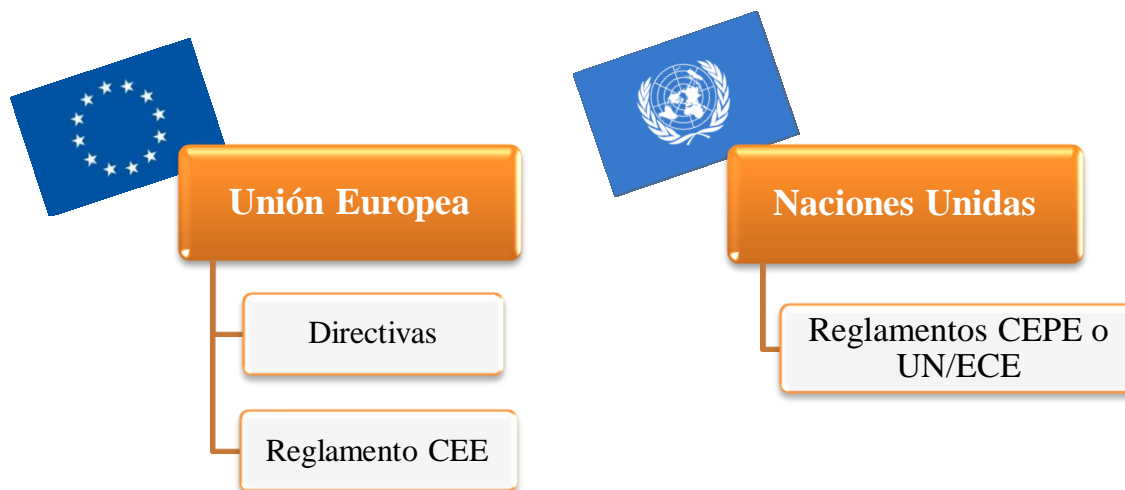 Unión Europea
Directivas
Reglamento CEE
Naciones Unidas
Reglamentos CEPE o
UN/ECE